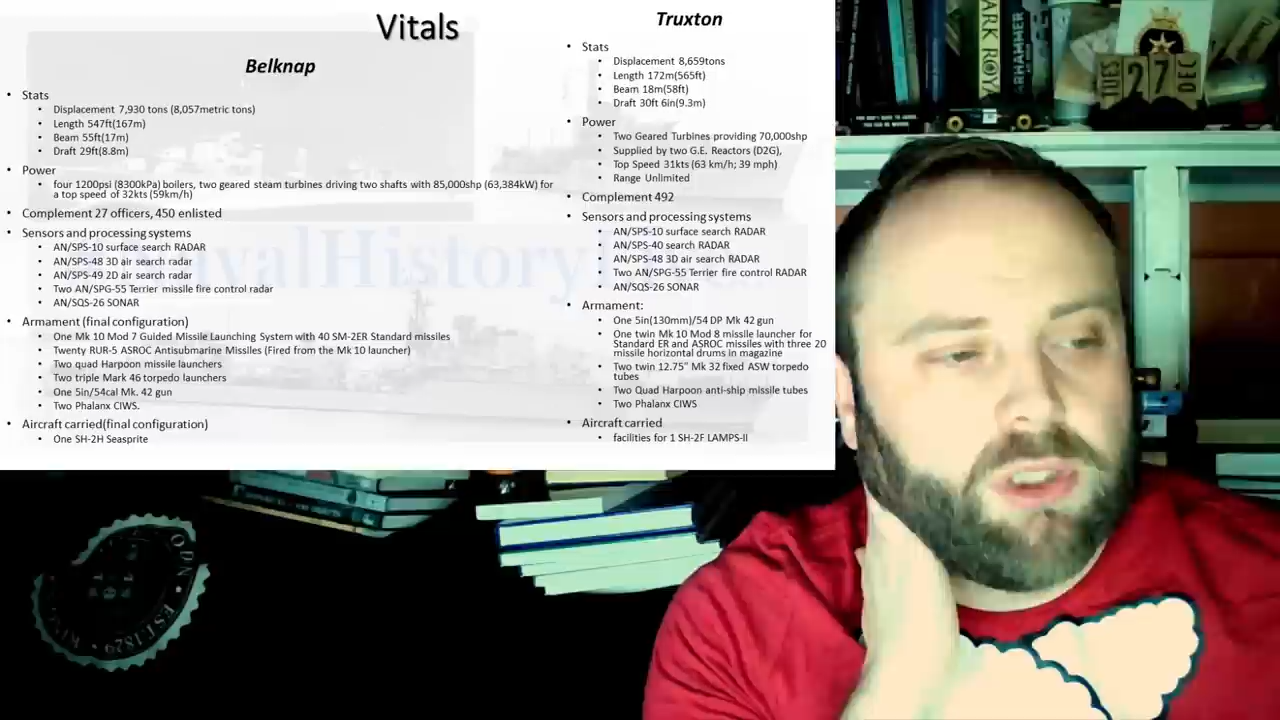 Vitals
Belknap
• Stats
• Displacement 7,930 tons (8,057metric tons)
• Length 547ft(167m)
• Beam 55ft(17m)
• Draft 29ft(8.8m)
• Power
• four 1200psi (8300kPa) boilers, two geared steam turbines driving two shafts with 85,000shp (63,384kW) for
a top speed of 32kts (59km/h)
• Complement 27 officers, 450 enlisted
• Sensors and processing systems
• AN/SPS-10 surface search RADAR
• AN/SPS-48 3D air search radar
• AN/SPS-49 2D air search radar
• Two AN/SPG-55 Terrier missile fire control radar
• AN/SQS-26 SONAR
• Armament (final configuration)
• One Mk 10 Mod 7 Guided Missile Launching System with 40 SM-2ER Standard missiles
• Twenty RUR-5 ASROC Antisubmarine Missiles (Fired from the Mk 10 launcher)
• Two quad Harpoon missile launchers
• Two triple Mark 46 torpedo launchers
• One 5in/54cal Mk. 42 gun
• Two Phalanx CIWS.
• Aircraft carried(final configuration)
• One SH-2H Seasprite
Truxton
• Stats
• Displacement 8,659tons
• Length 172m(565ft)
• Beam 18m(58ft)
• Draft 30ft 6in(9.3m)
• Power
• Two Geared Turbines providing 70,000shp
• Supplied by two G.E. Reactors (D2G),
• Top Speed 31kts (63 km/h; 39 mph)
• Range Unlimited
• Complement 492
• Sensors and processing systems
• AN/SPS-10 surface search RADAR
• AN/SPS-40 search RADAR
• AN/SPS-48 3D air search RADAR
• Two AN/SPG-55 Terrier fire control RADAR
• AN/SQS-26 SONAR
• Armament:
• One 5in(130mm)/54 DP Mk 42 gun
• One twin Mk 10 Mod 8 missile launcher for
Standard ER and ASROC missiles with three 20
missile horizontal drums in magazine
• Two twin 12.75" Mk 32 fixed ASW torpedo
tubes
• Two Quad Harpoon anti-ship missile tubes
• Two Phalanx CIWS
• Aircraft carried
• facilities for 1 SH-2F LAMPS-II
TUES
27
DEC
EST. 1829